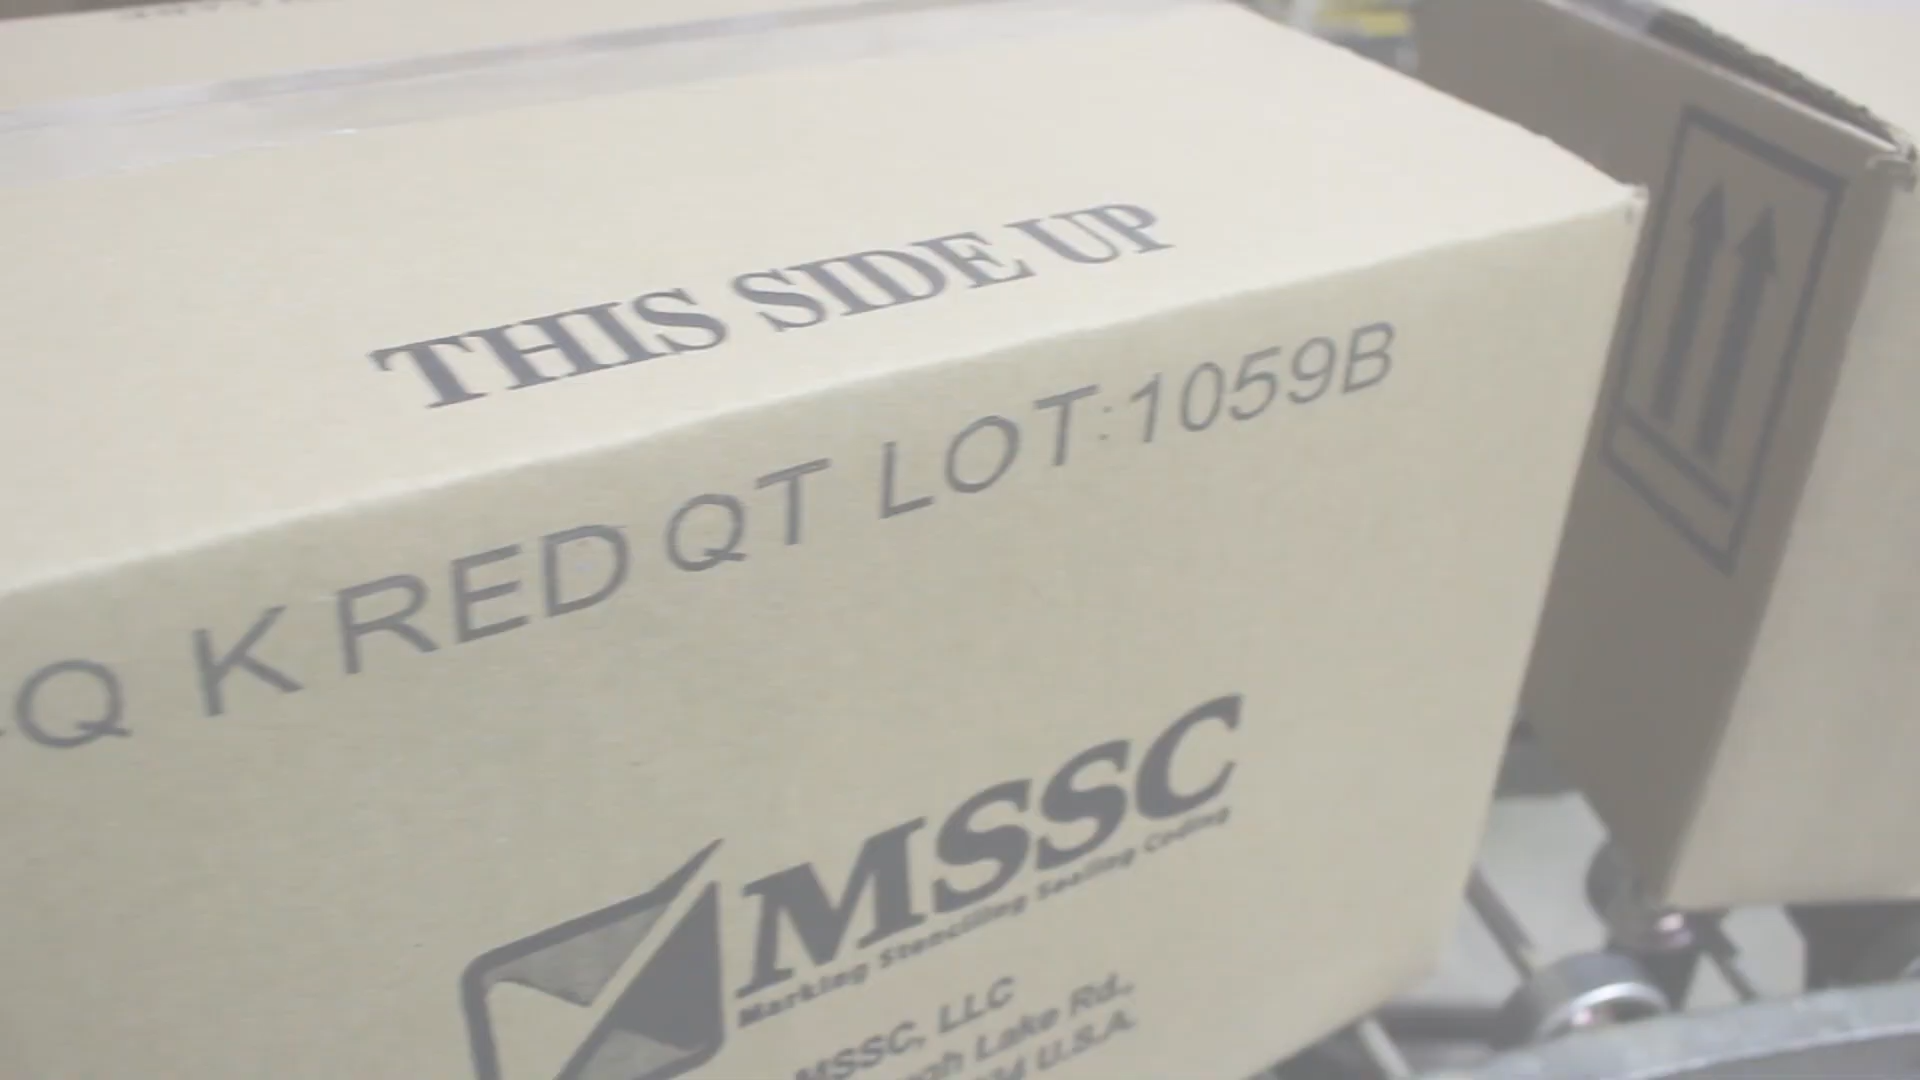 THIS SIDE UP
Q K RED QT LOT:1059B
MSSC
Marking Stenciling Sealing Coding
MSSC, LLC
Lake Rd.,
U.S.A.